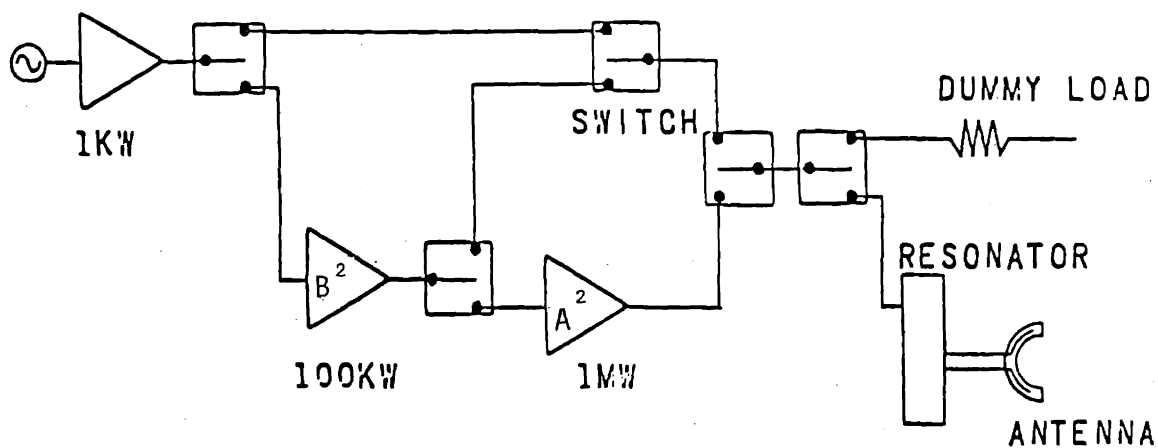 DUMMY LOAD
SWITCH
1KW
RESONATOR
B²
A²
100KW
1MW
ANTENNA